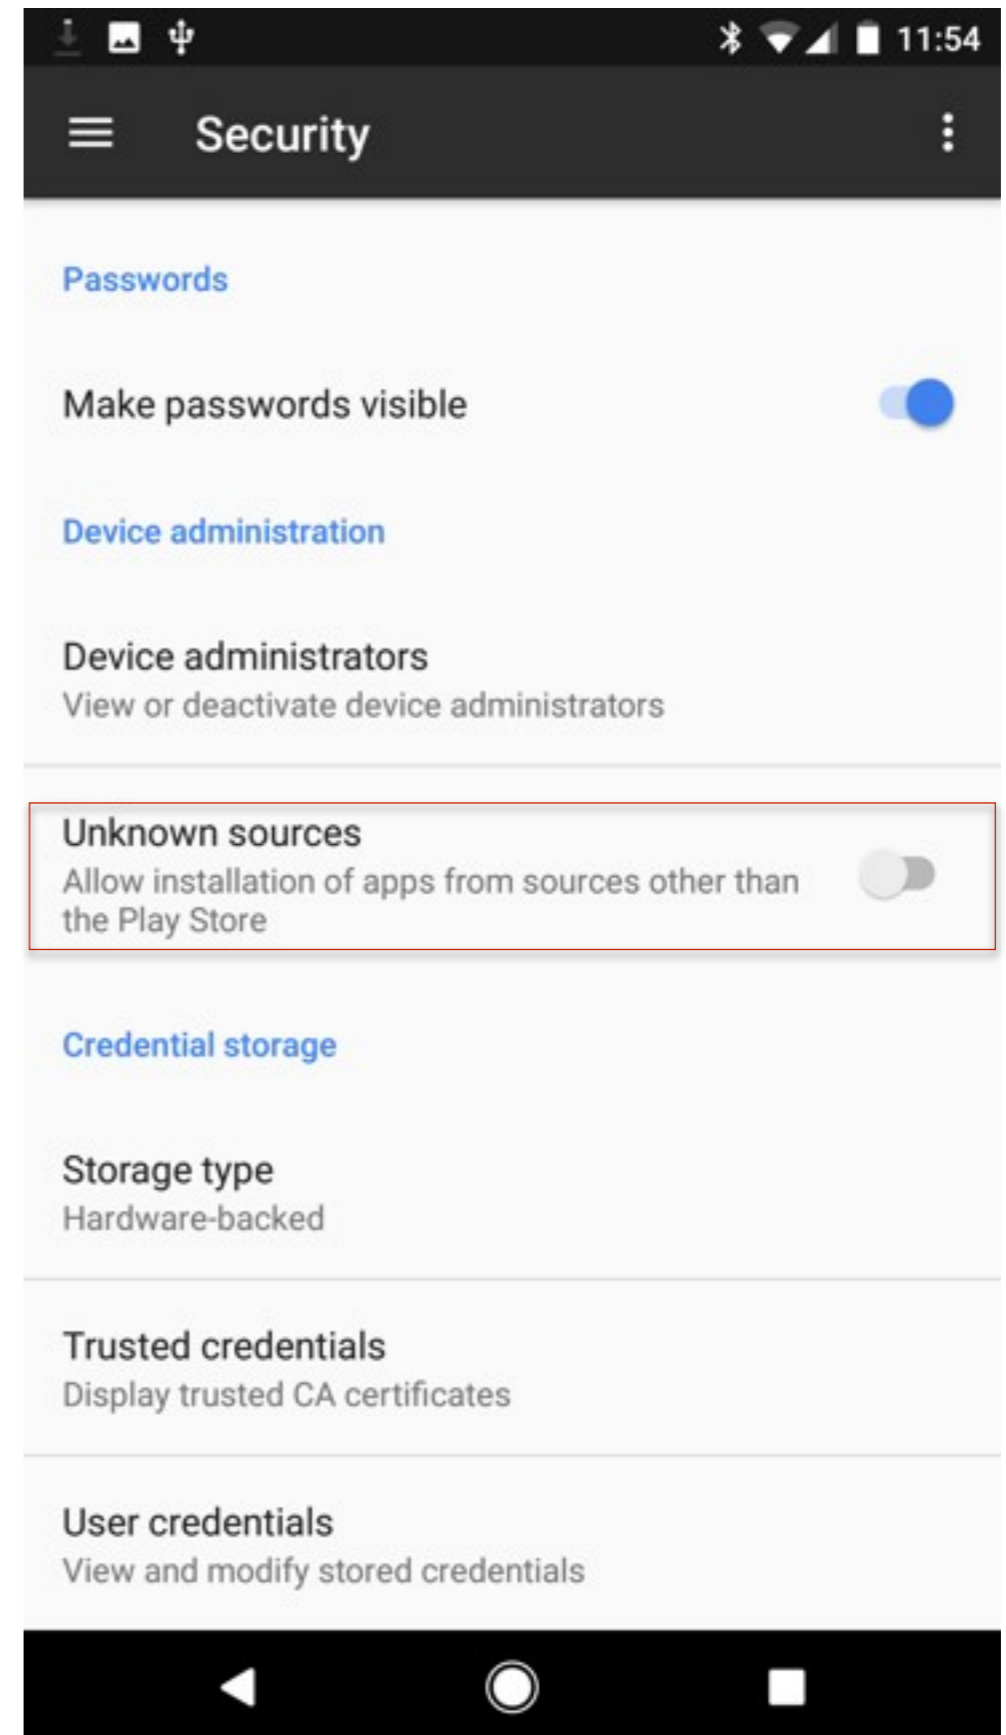 11:54
Security
Passwords
Make passwords visible
Device administration
Device administrators
View or deactivate device administrators
Unknown sources
Allow installation of apps from sources other than
the Play Store
Credential storage
Storage type
Hardware-backed
Trusted credentials
Display trusted CA certificates
User credentials
View and modify stored credentials